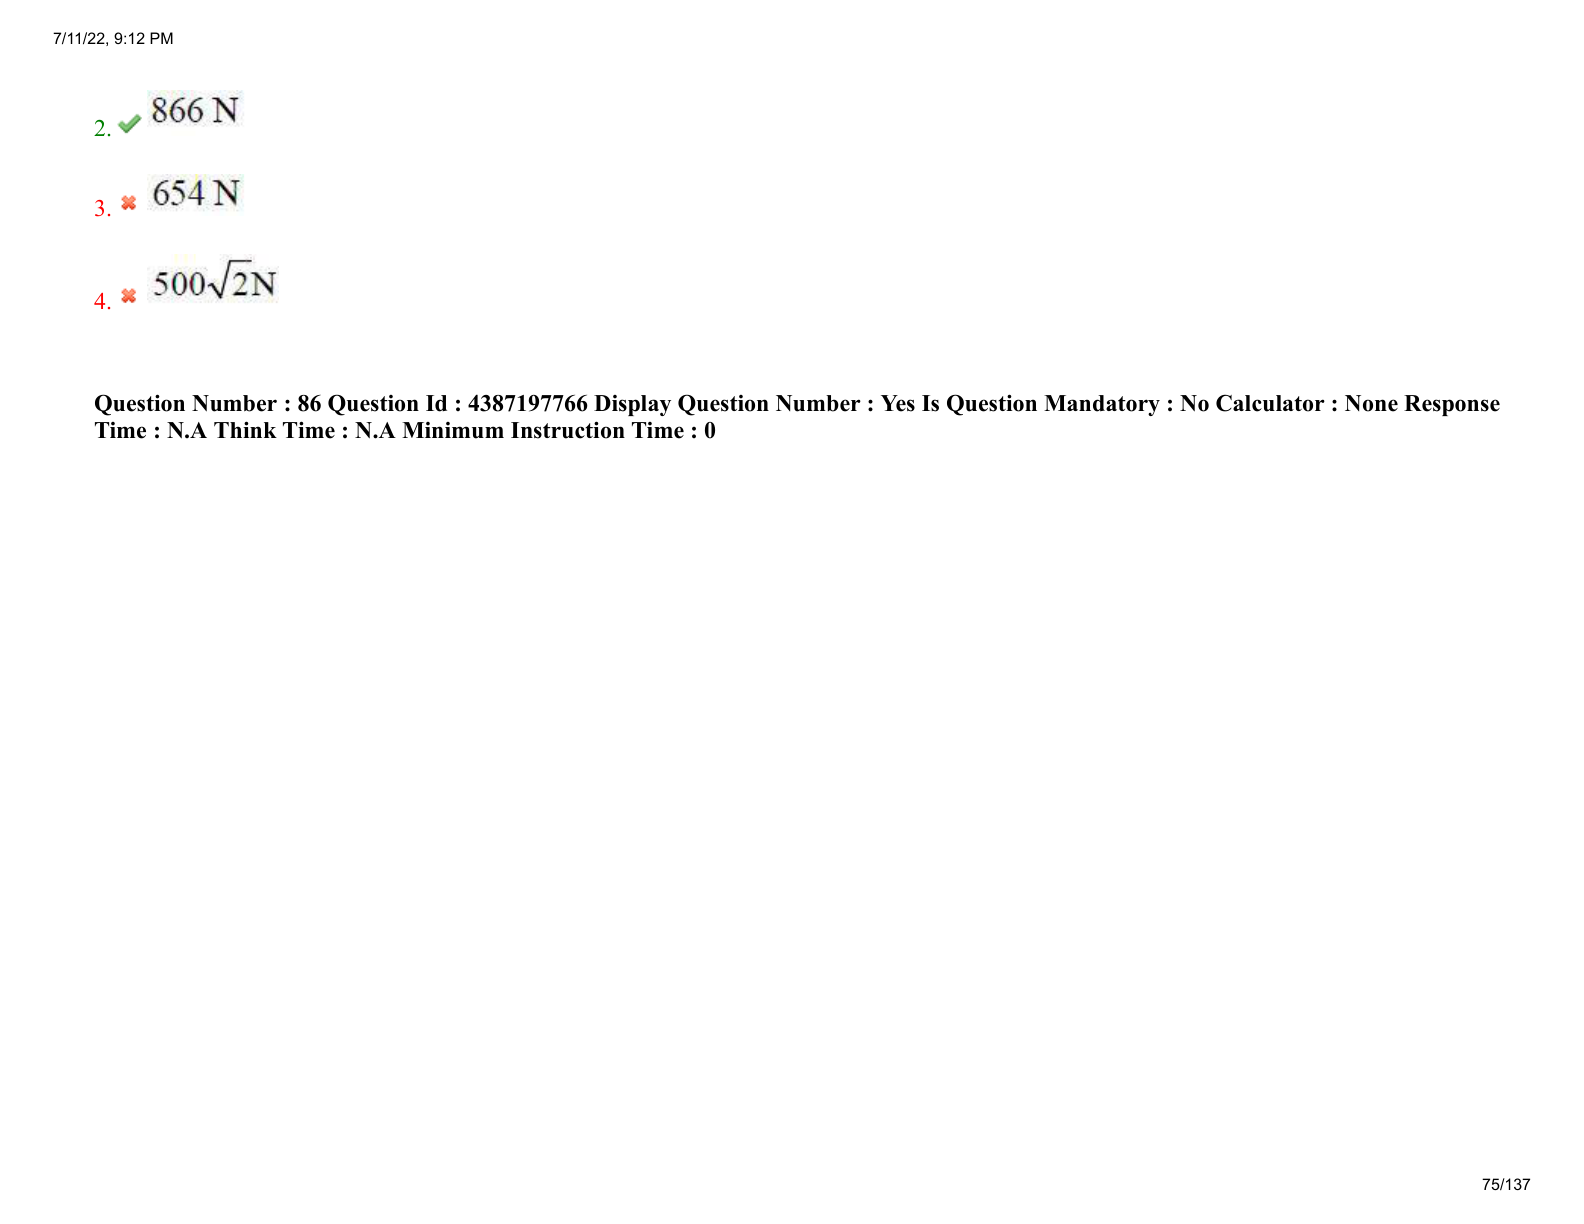 7/11/22, 9:12 PM
2. 866 N
3. 654 N
4. 500√2N
Question Number : 86 Question Id : 4387197766 Display Question Number : Yes Is Question Mandatory : No Calculator : None Response
Time : N.A Think Time : N.A Minimum Instruction Time : 0
75/137